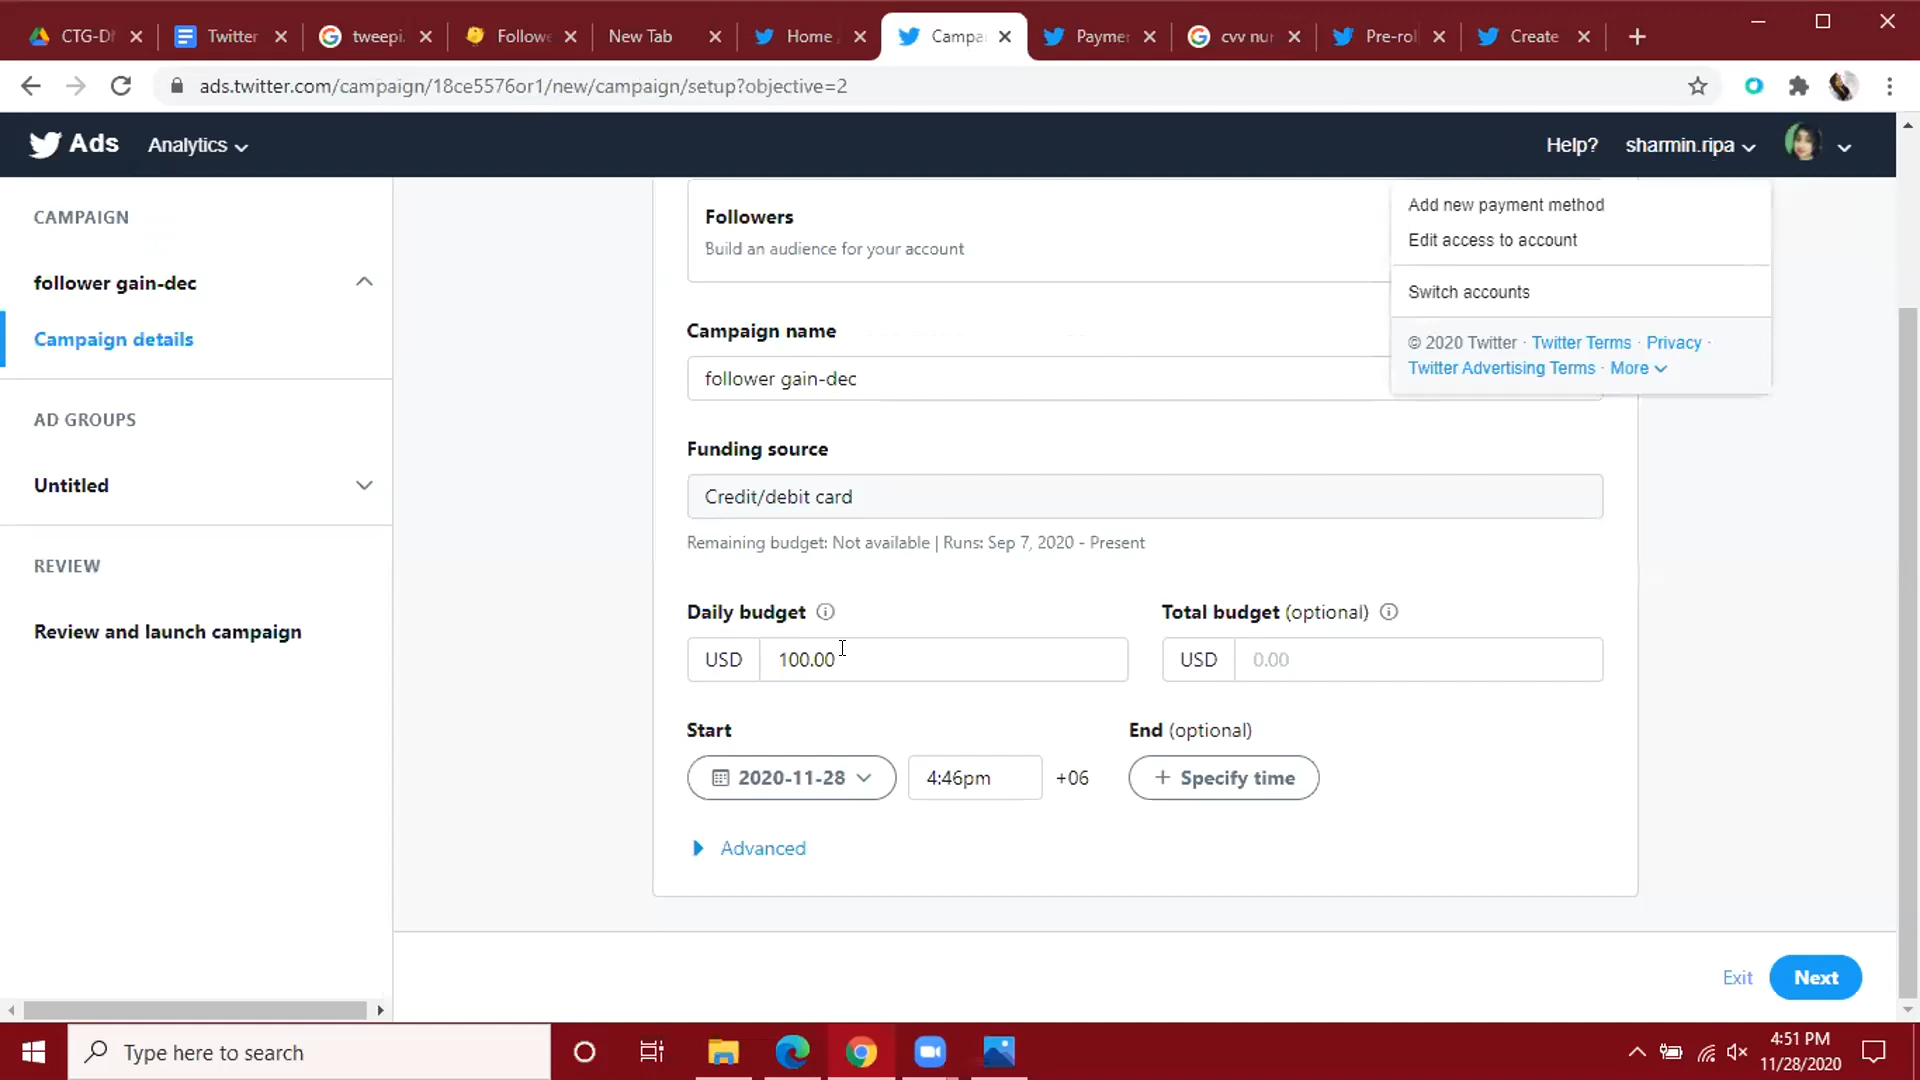 CTG-D
Twitter
tweepi.
Follow
New Tab
Home
Campa
Payme
cvv nu
Pre-rol
Create
ads.twitter.com/campaign/18ce5576or1/new/campaign/setup?objective=2
Ads
Analytics
Help?
sharmin.ripa
CAMPAIGN
follower gain-dec
Campaign details
AD GROUPS
Untitled
REVIEW
Review and launch campaign
Followers
Build an audience for your account
Add new payment method
Edit access to account
Switch accounts
© 2020 Twitter · Twitter Terms · Privacy ·
Twitter Advertising Terms · More
Campaign name
follower gain-dec
Funding source
Credit/debit card
Remaining budget: Not available | Runs: Sep 7, 2020 - Present
Daily budget
Total budget (optional)
USD 100.00
USD 0.00
Start
End (optional)
2020-11-28 4:46pm +06
+ Specify time
Advanced
Exit
Next
Type here to search
4:51 PM
11/28/2020